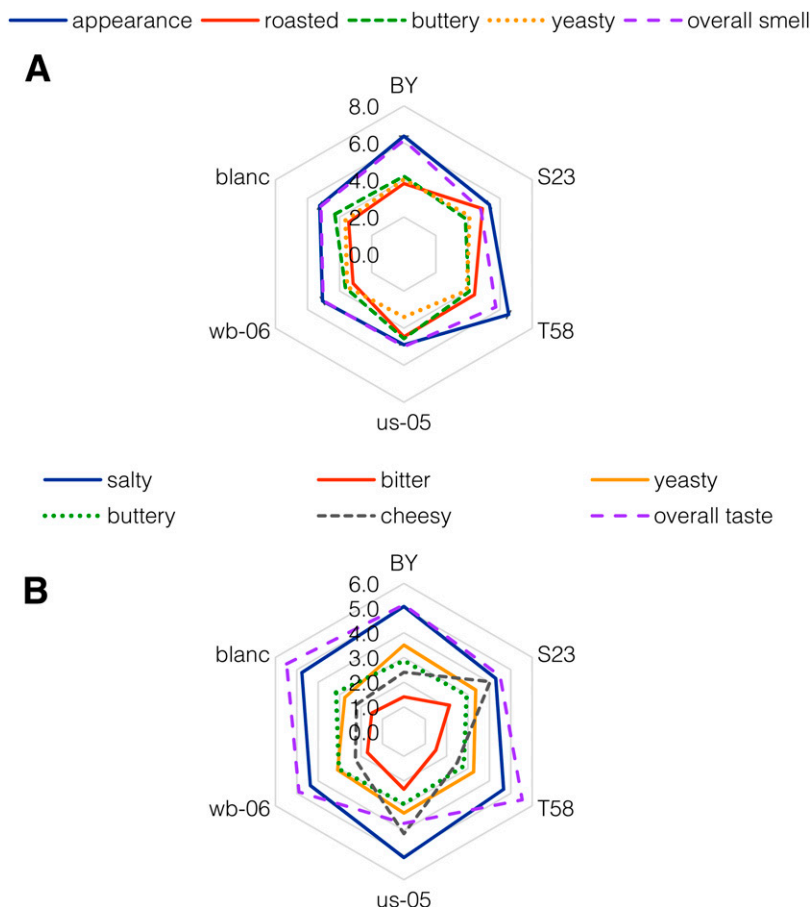 appearance roasted buttery yeasty overall smell
A
BY
8.0
6.0
blanc S23
4.0
2.0
0.0
wb-06 T58
us-05
salty bitter yeasty
buttery cheesy overall taste
BY
B
6.0
5.0
4.0
blanc S23
3.0
2.0
1.0
0.0
wb-06 T58
us-05